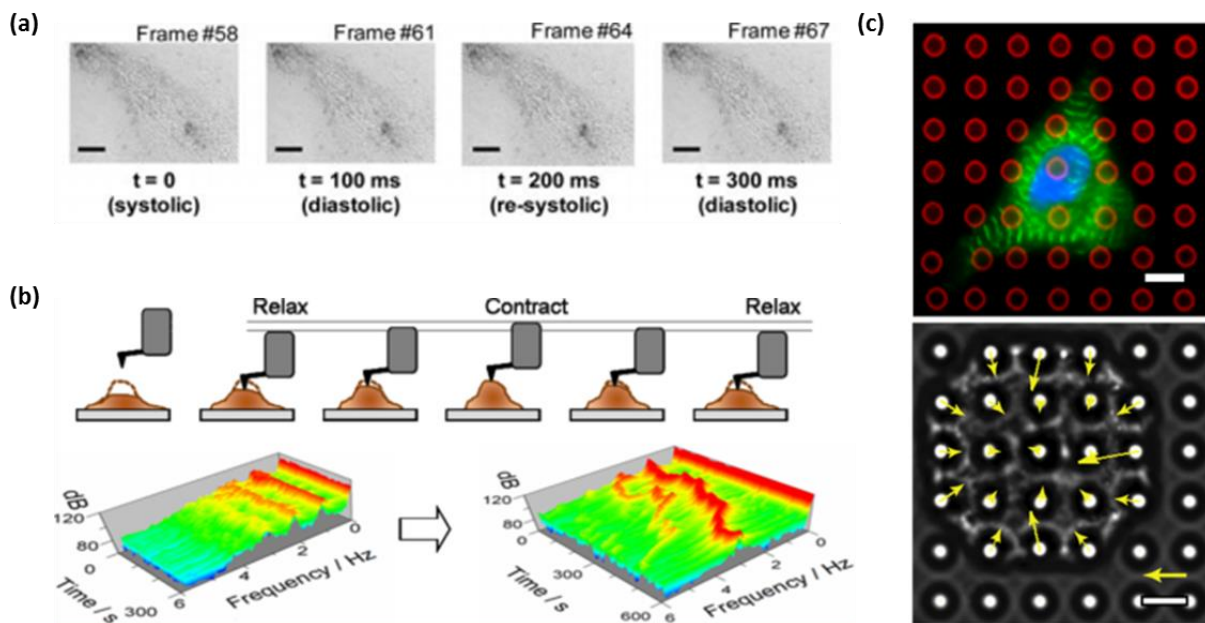 (a)
Frame #58 Frame #61 Frame #64 Frame #67
t = 0 t = 100 ms t = 200 ms t = 300 ms
(systolic) (diastolic) (re-systolic) (diastolic)
(b)
Relax Contract Relax
dB
120
80
0
Time / s
300
6
4
2
0
Frequency / Hz
dB
120
80
0
300
Time / s
600
6
4
2
0
Frequency / Hz
(c)